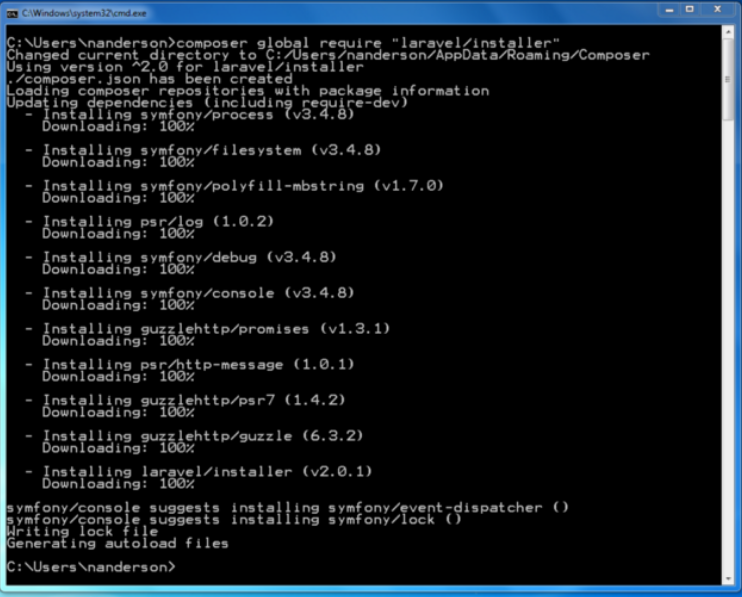 C:\Windows\system32\cmd.exe
C:\Users\nanderson>composer global require "laravel/installer"
Changed current directory to C:/Users/nanderson/AppData/Roaming/Composer
Using version ^2.0 for laravel/installer
./composer.json has been created
Loading composer repositories with package information
Updating dependencies (including require-dev)
- Installing symfony/process (v3.4.8)
Downloading: 100%
- Installing symfony/filesystem (v3.4.8)
Downloading: 100%
- Installing symfony/polyfill-mbstring (v1.7.0)
Downloading: 100%
- Installing psr/log (1.0.2)
Downloading: 100%
- Installing symfony/debug (v3.4.8)
Downloading: 100%
- Installing symfony/console (v3.4.8)
Downloading: 100%
- Installing guzzlehttp/promises (v1.3.1)
Downloading: 100%
- Installing psr/http-message (1.0.1)
Downloading: 100%
- Installing guzzlehttp/psr7 (1.4.2)
Downloading: 100%
- Installing guzzlehttp/guzzle (6.3.2)
Downloading: 100%
- Installing laravel/installer (v2.0.1)
Downloading: 100%
symfony/console suggests installing symfony/event-dispatcher ()
symfony/console suggests installing symfony/lock ()
Writing lock file
Generating autoload files
C:\Users\nanderson>